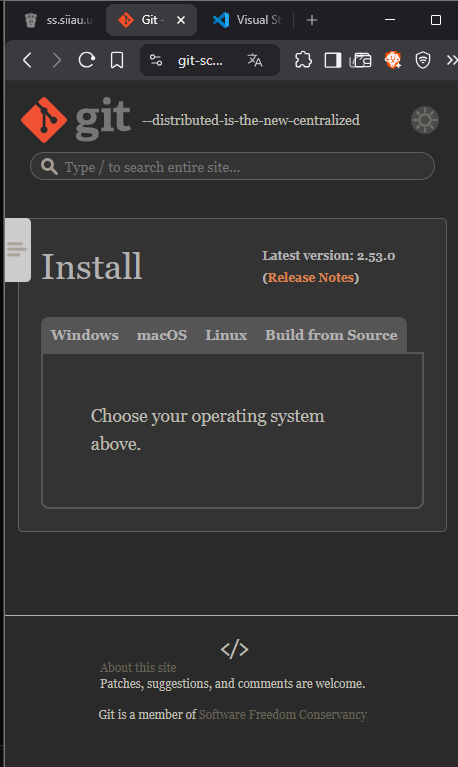 ss.siiau.u
Git -
Visual St
git-sc...
git
--distributed-is-the-new-centralized
Type / to search entire site...
Install
Latest version: 2.53.0
(Release Notes)
Windows macOS Linux Build from Source
Choose your operating system
above.
</>
About this site
Patches, suggestions, and comments are welcome.
Git is a member of Software Freedom Conservancy